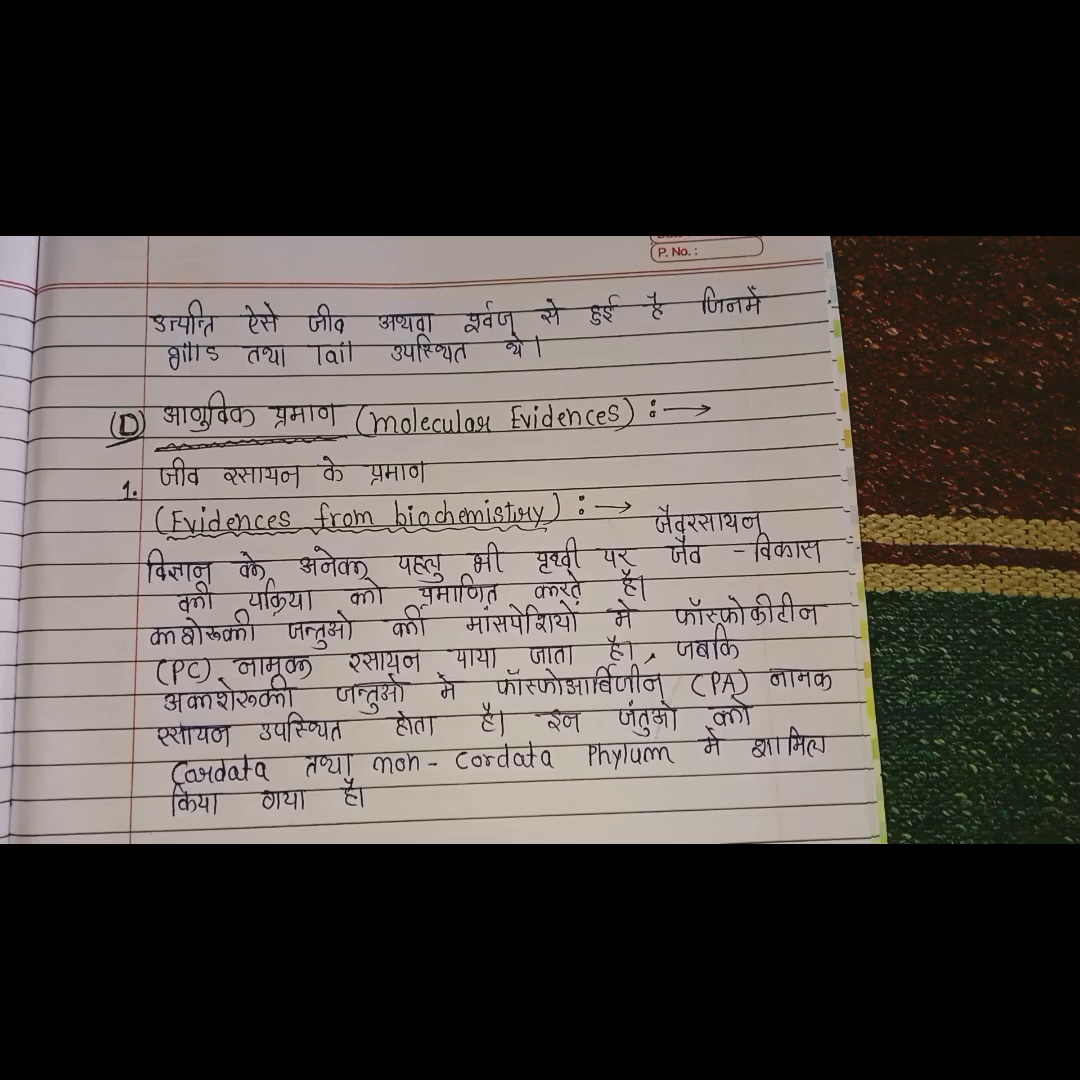 P. No. :
उत्पत्ति ऐसे जीव अथवा पूर्वज से हुई है जिनमें
gills तथा Tail उपस्थित थे।
(D) आणुविक प्रमाण (Molecular Evidences) :→
1. जीव रसायन के प्रमाण
(Evidences from biochemistry) :→ जैवरसायन
विज्ञान के अनेक पहलु भी पृथ्वी पर जैव - विकास
की प्रक्रिया को प्रमाणित करते है।
कशेरूकी जन्तुओ की मांसपेशियों मे फॉस्फोक्रीटीन
(PC) नामक रसायन पाया जाता है, जबकि
अकशेरूकी जन्तुओ मे फॉस्फोआर्बिजीन (PA) नामक
रसायन उपस्थित होता है। इन जंतुओ को
Cordata तथा non - Cordata Phylum मे शामिल
किया गया है।